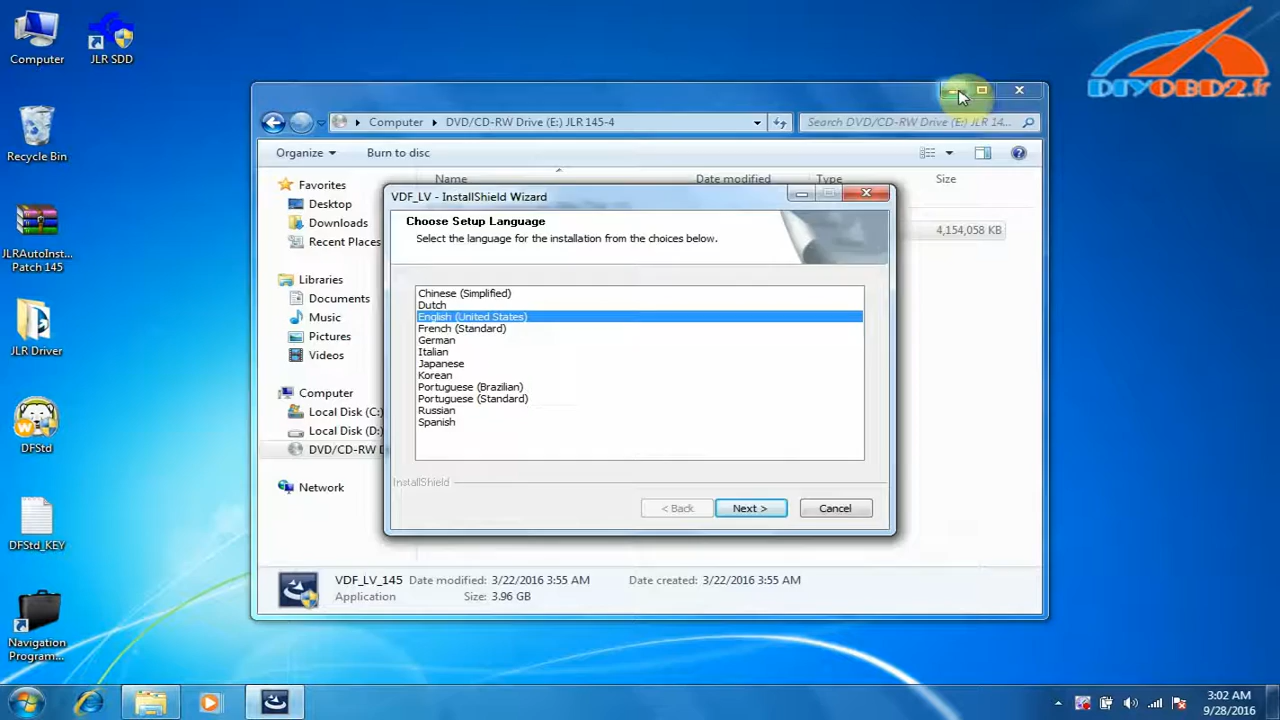 Computer
JLR SDD
Recycle Bin
JLRAutoInst...
Patch 145
JLR Driver
DFStd
DFStd_KEY
Navigation
Program...
DIYOBD2.fr
Computer
DVD/CD-RW Drive (E:) JLR 145-4
Search DVD/CD-RW Drive (E:) JLR 14...
Organize
Burn to disc
Name
Date modified
Type
Size
4,154,058 KB
Favorites
Desktop
Downloads
Recent Places
Libraries
Documents
Music
Pictures
Videos
Computer
Local Disk (C:)
Local Disk (D:)
DVD/CD-RW D
Network
VDF_LV - InstallShield Wizard
Choose Setup Language
Select the language for the installation from the choices below.
Chinese (Simplified)
Dutch
English (United States)
French (Standard)
German
Italian
Japanese
Korean
Portuguese (Brazilian)
Portuguese (Standard)
Russian
Spanish
InstallShield
< Back
Next >
Cancel
VDF_LV_145 Date modified: 3/22/2016 3:55 AM Date created: 3/22/2016 3:55 AM
Application Size: 3.96 GB
3:02 AM
9/28/2016